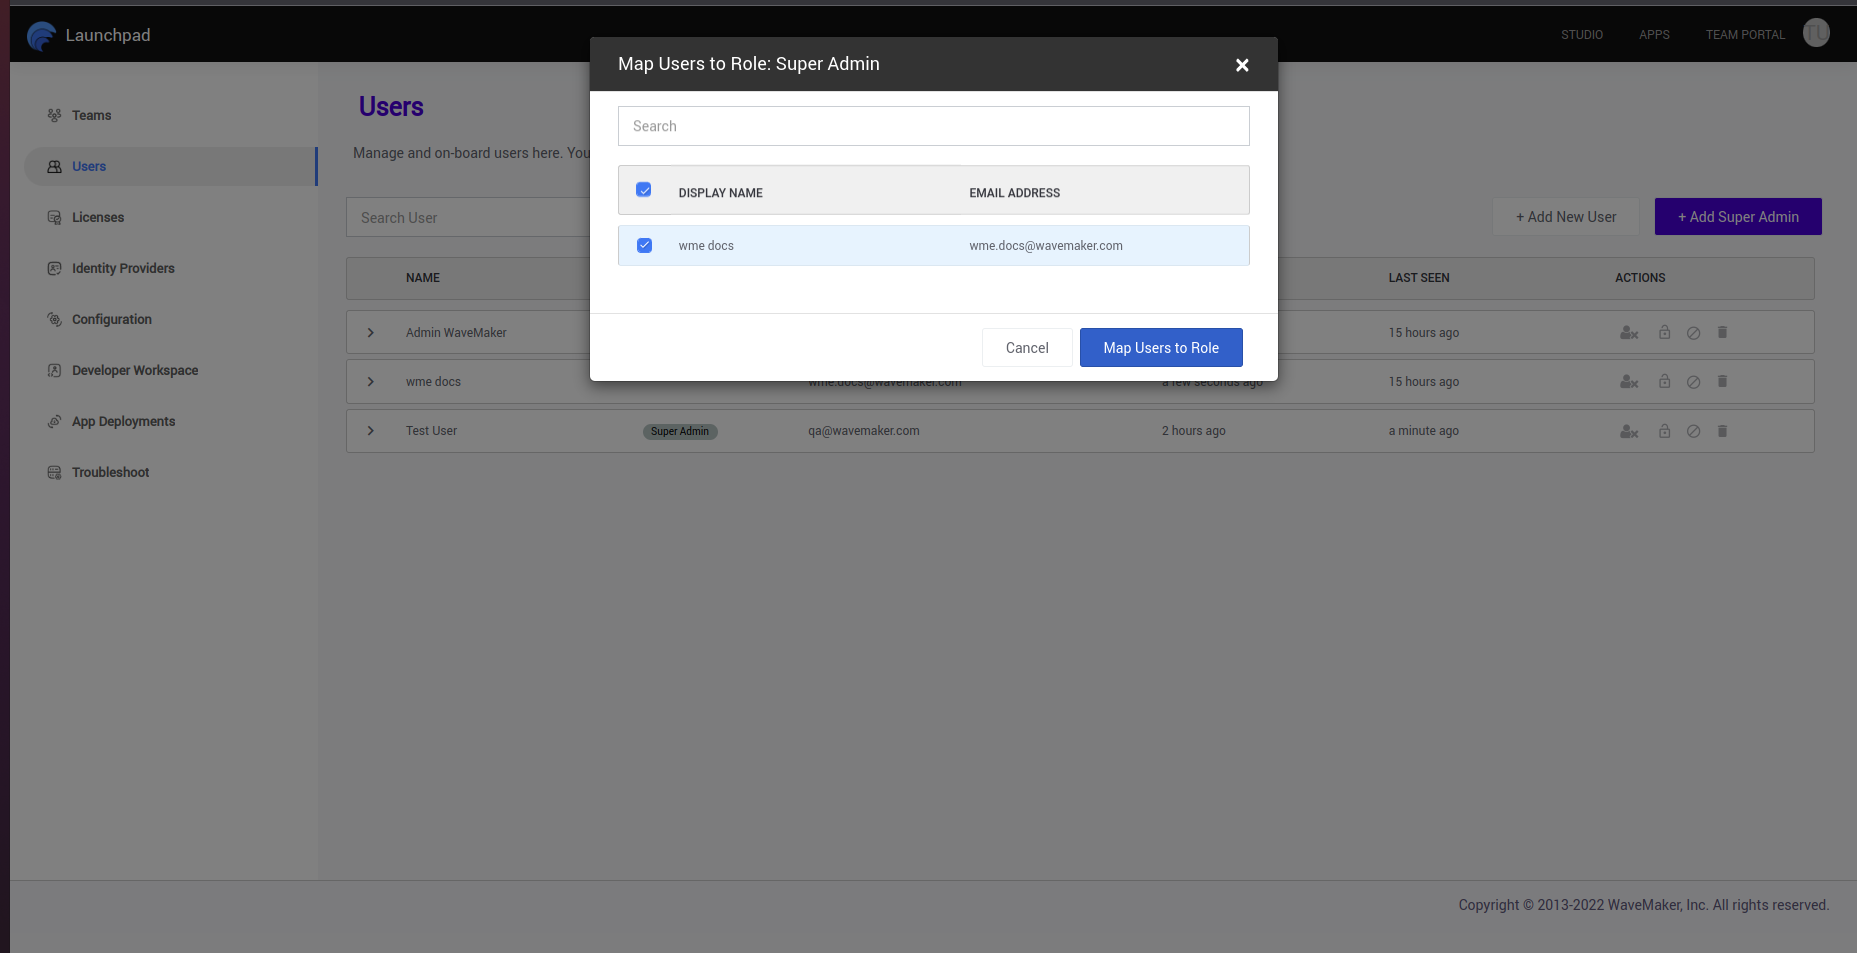 Launchpad
STUDIO APPS TEAM PORTAL TU
Map Users to Role: Super Admin
Search
DISPLAY NAME EMAIL ADDRESS
wme docs wme.docs@wavemaker.com
Cancel Map Users to Role
Teams
Users
Licenses
Identity Providers
Configuration
Developer Workspace
App Deployments
Troubleshoot
Users
Manage and on-board users here. You
Search User + Add New User + Add Super Admin
NAME LAST SEEN ACTIONS
Admin WaveMaker 15 hours ago
wme docs wme.docs@wavemaker.com a few seconds ago 15 hours ago
Test User Super Admin qa@wavemaker.com 2 hours ago a minute ago
Copyright © 2013-2022 WaveMaker, Inc. All rights reserved.